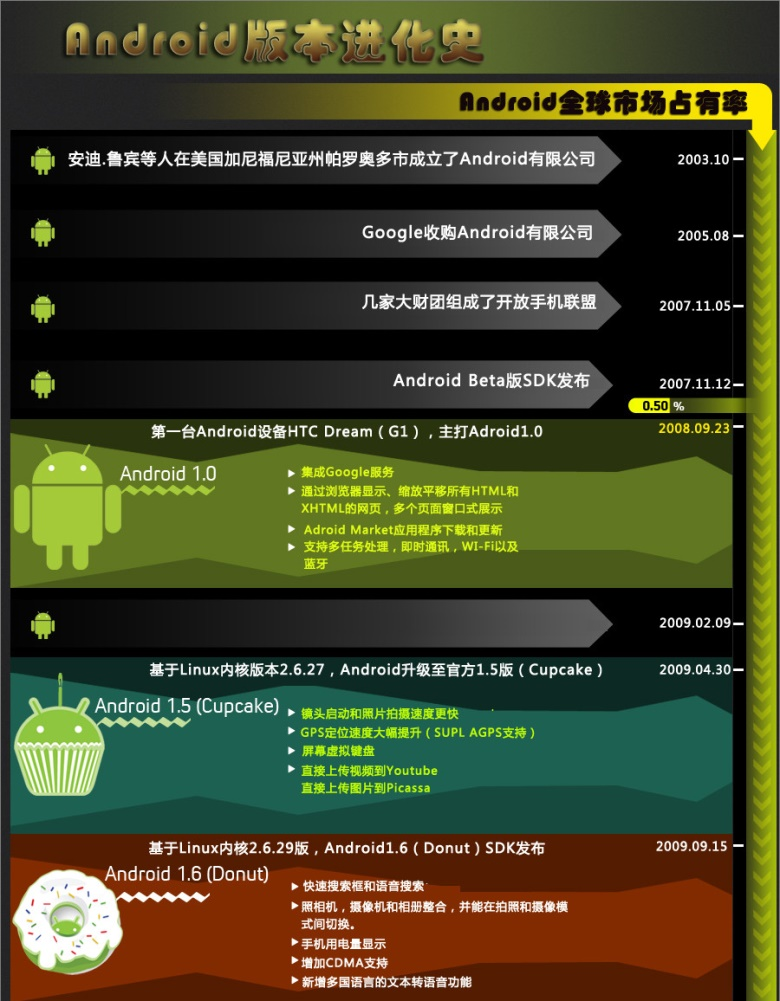 Android版本进化史
Android全球市场占有率
安迪.鲁宾等人在美国加尼福尼亚州帕罗奥多市成立了Android有限公司
2003.10
Google收购Android有限公司
2005.08
几家大财团组成了开放手机联盟
2007.11.05
Android Beta版SDK发布
2007.11.12
0.50 %
第一台Android设备HTC Dream（G1），主打Adroid1.0
2008.09.23
Android 1.0
集成Google服务
通过浏览器显示、缩放平移所有HTML和
XHTML的网页，多个页面窗口式展示
Adroid Market应用程序下载和更新
支持多任务处理，即时通讯，WI-Fi以及
蓝牙
2009.02.09
基于Linux内核版本2.6.27，Android升级至官方1.5版（Cupcake）
2009.04.30
Android 1.5 (Cupcake)
镜头启动和照片拍摄速度更快
GPS定位速度大幅提升（SUPL AGPS支持）
屏幕虚拟键盘
直接上传视频到Youtube
直接上传图片到Picassa
基于Linux内核2.6.29版，Android1.6（Donut）SDK发布
2009.09.15
Android 1.6 (Donut)
快速搜索框和语音搜索
照相机，摄像机和相册整合，并能在拍照和摄像模
式间切换。
手机用电量显示
增加CDMA支持
新增多国语言的文本转语音功能